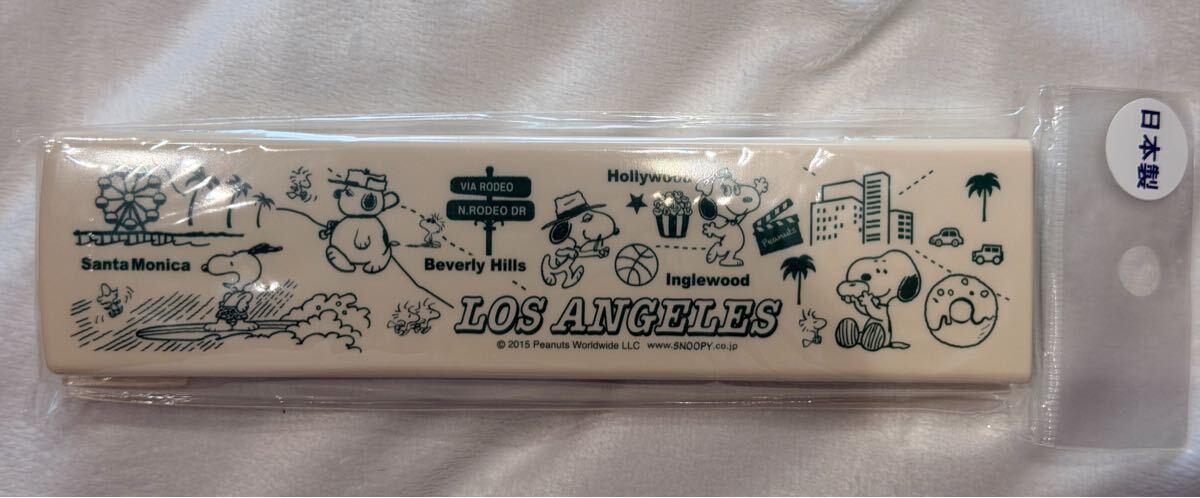 Santa Monica
VIA RODEO
N.RODEO DR
Beverly Hills
Hollywood
Peanuts
Inglewood
LOS ANGELES
© 2015 Peanuts Worldwide LLC www.SNOOPY.co.jp
日本製